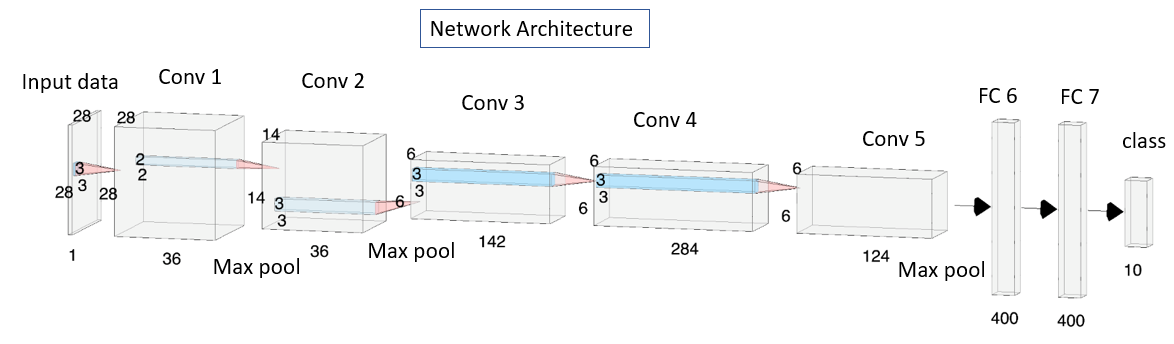 Network Architecture
Input data
Conv 1
Conv 2
Conv 3
Conv 4
Conv 5
FC 6
FC 7
class
28
28
3
3
1
28
28
2
2
36
Max pool
14
14
3
3
36
Max pool
6
6
3
3
142
6
6
3
3
284
6
6
124
Max pool
400
400
10